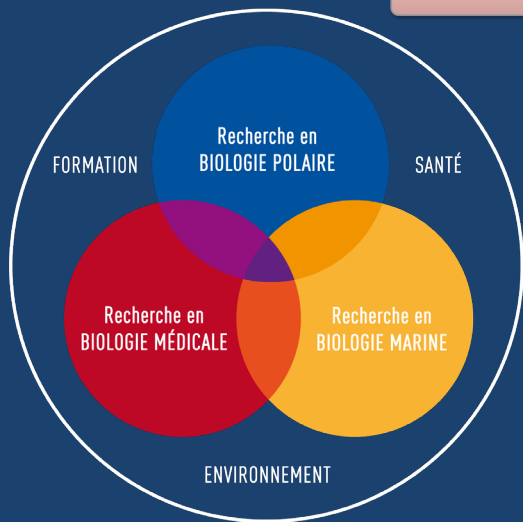 Recherche en
BIOLOGIE POLAIRE
FORMATION
SANTÉ
Recherche en
BIOLOGIE MÉDICALE
Recherche en
BIOLOGIE MARINE
ENVIRONNEMENT